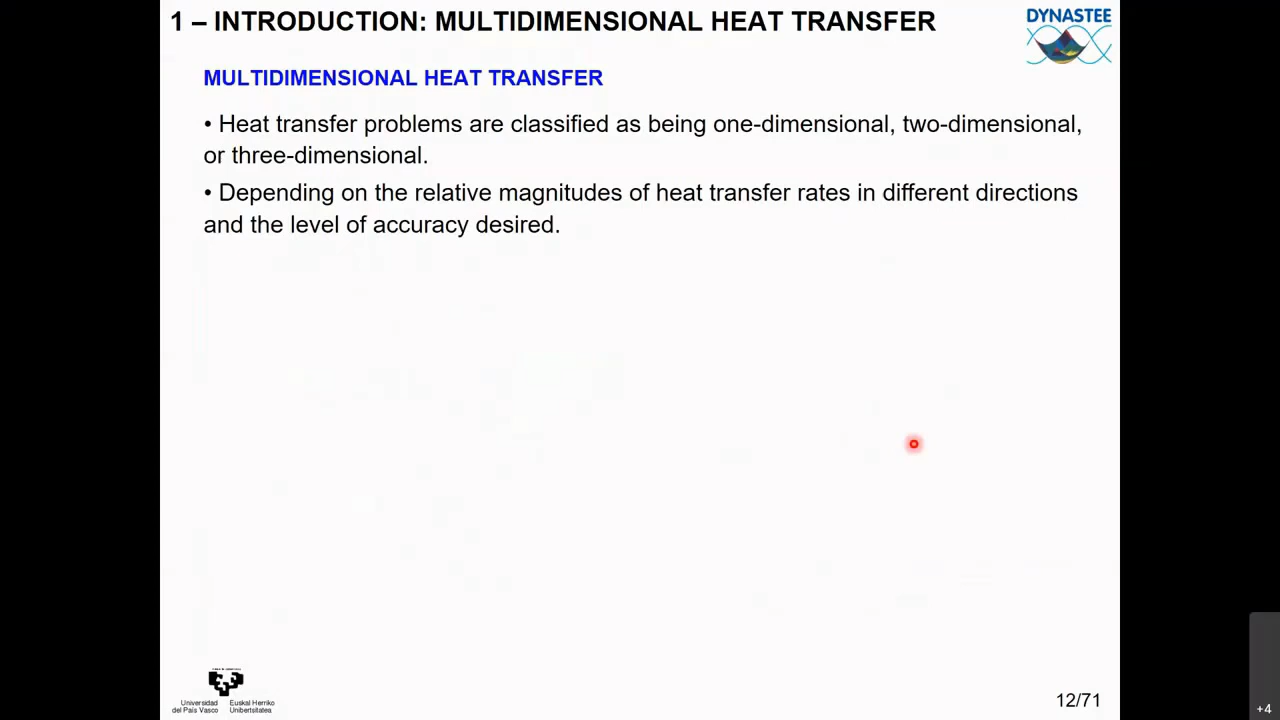 1 – INTRODUCTION: MULTIDIMENSIONAL HEAT TRANSFER
DYNASTEE
MULTIDIMENSIONAL HEAT TRANSFER
• Heat transfer problems are classified as being one-dimensional, two-dimensional,
or three-dimensional.
• Depending on the relative magnitudes of heat transfer rates in different directions
and the level of accuracy desired.
Universidad Euskal Herriko
del País Vasco Unibertsitatea
12/71
+4